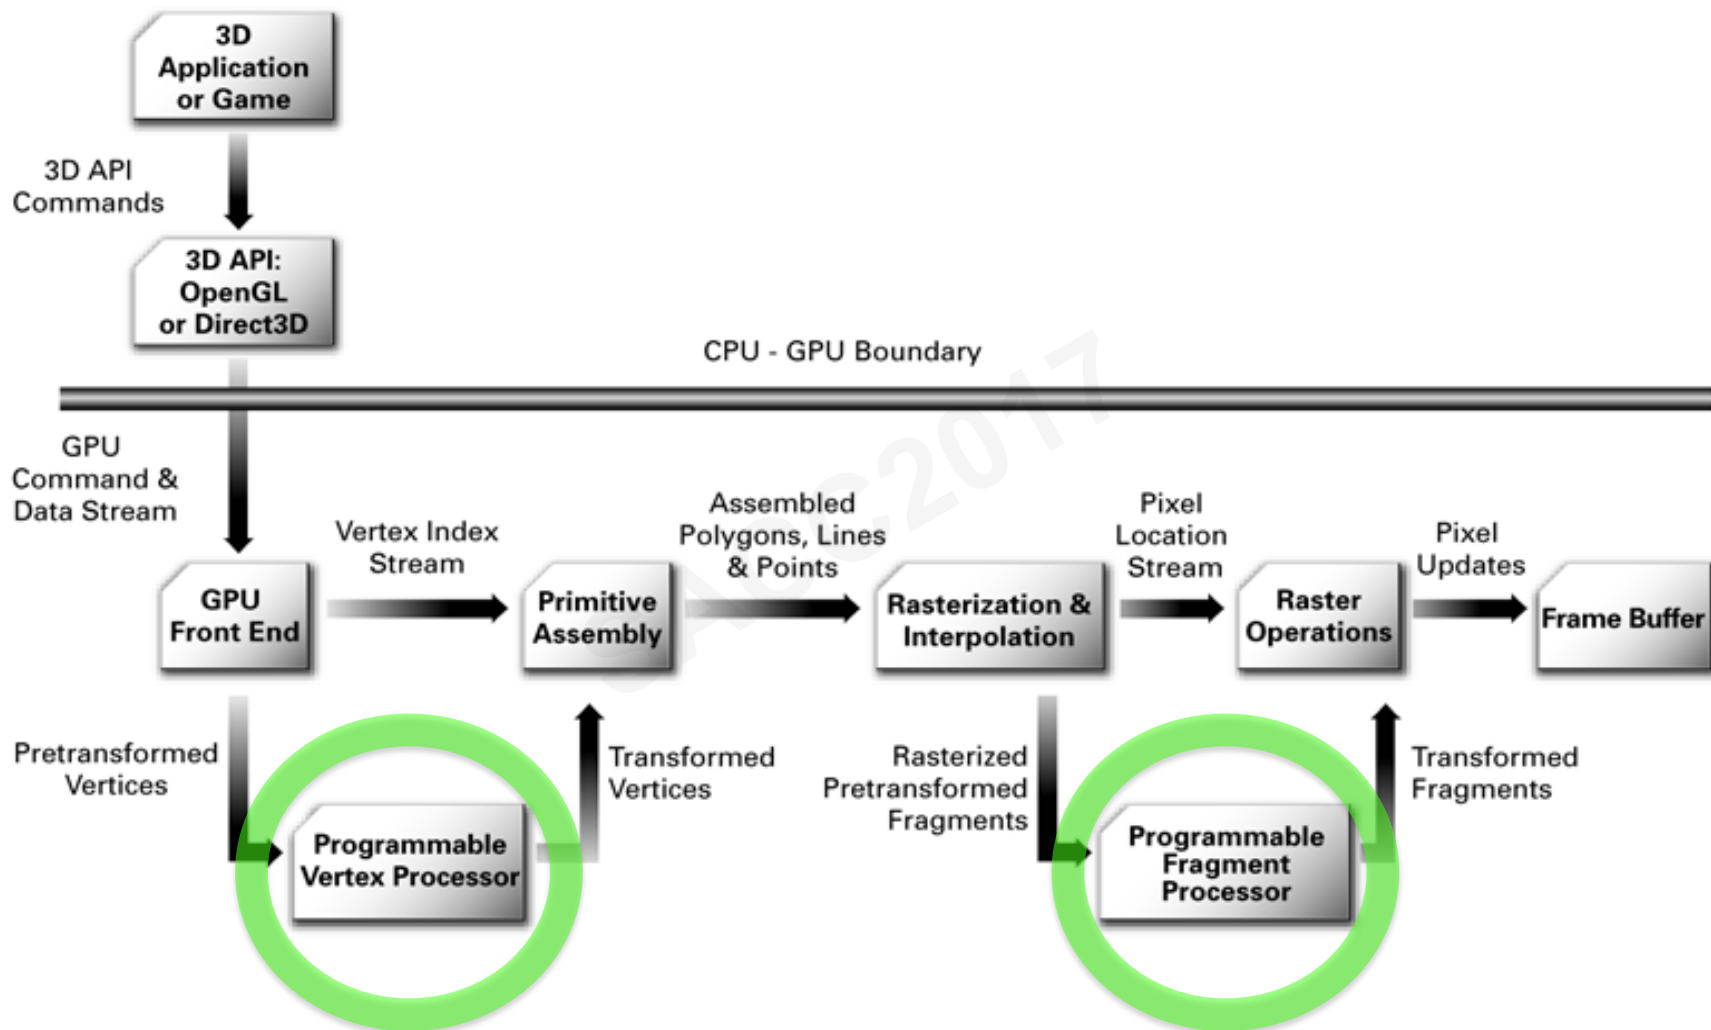 3D
Application
or Game
3D API
Commands
3D API:
OpenGL
or Direct3D
CPU - GPU Boundary
GPU
Command &
Data Stream
Vertex Index
Stream
Assembled
Polygons, Lines
& Points
Pixel
Location
Stream
Pixel
Updates
GPU
Front End
Primitive
Assembly
Rasterization &
Interpolation
Raster
Operations
Frame Buffer
Pretransformed
Vertices
Transformed
Vertices
Rasterized
Pretransformed
Fragments
Transformed
Fragments
Programmable
Vertex Processor
Programmable
Fragment
Processor
SAOC2017